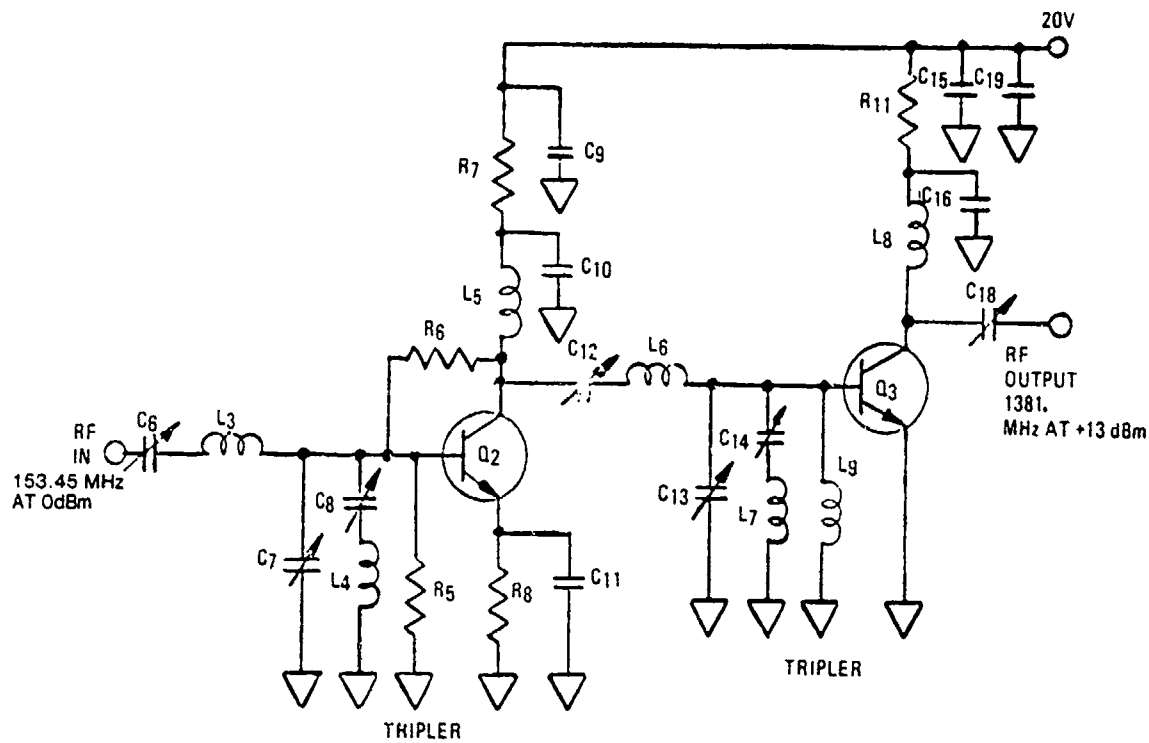 20V
C15
C19
R11
C9
R7
C16
L8
C10
L5
C18
R6
C12
L6
RF
OUTPUT
1381.
MHz AT +13 dBm
Q3
C6
L3
RF
IN
153.45 MHz
AT 0dBm
Q2
C14
L9
C8
C13
L7
C7
L4
R5
R8
C11
TRIPLER
TRIPLER